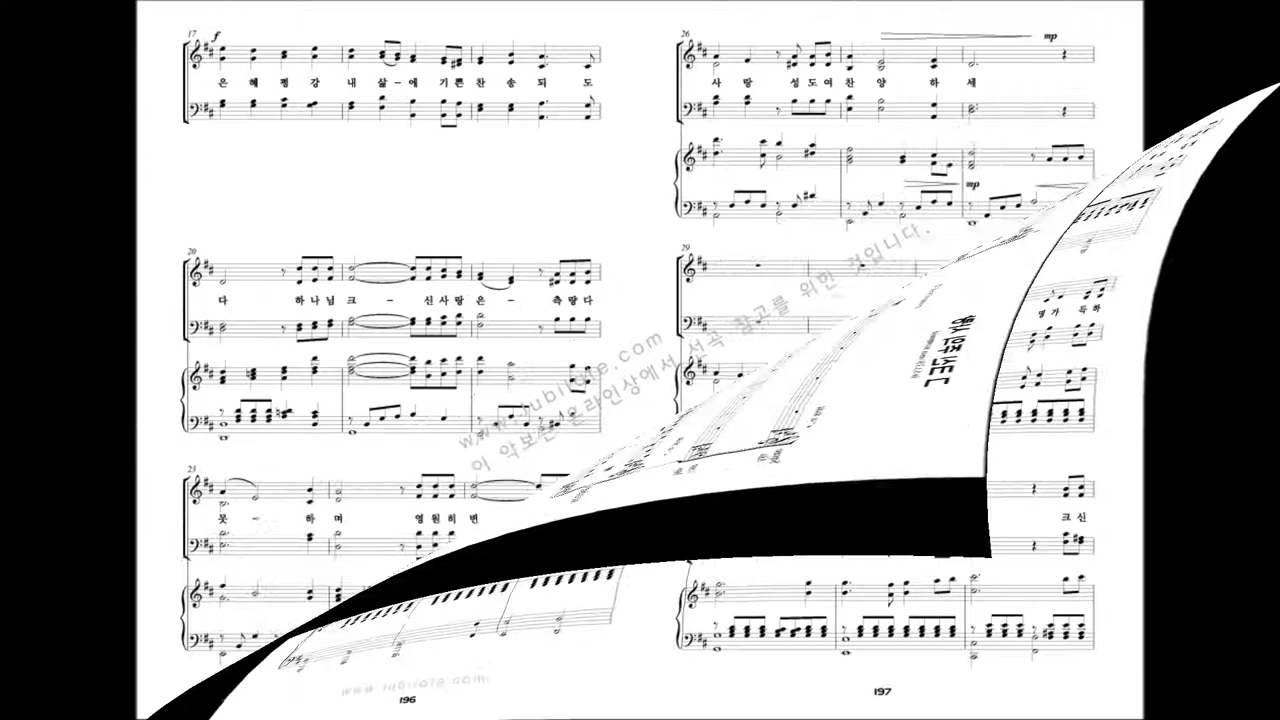 17 f
은 혜 평 강 내 삶 - 에 기 쁜 찬 송 되 도
20
다 하 나 님 크 - 신 사 랑 은 - 측 량 다
23
못 - 하 며 영 원 히 변
196
26 mp
사 랑 성 도 여 찬 양 하 세
mp
29
크 신
197
www.jubilate.com
이 악보는 온라인상에서 선곡 참고를 위한 것입니다.